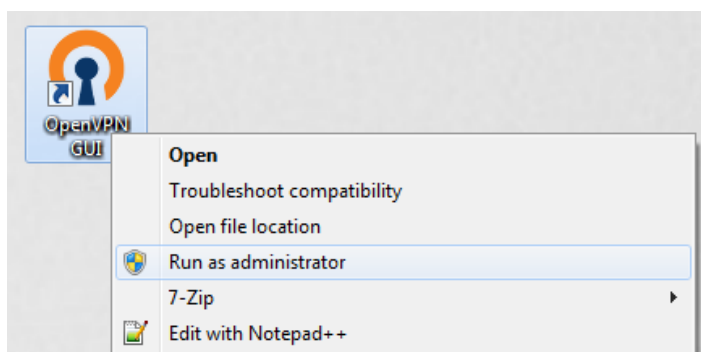 OpenVPN
GUI
Open
Troubleshoot compatibility
Open file location
Run as administrator
7-Zip
Edit with Notepad++